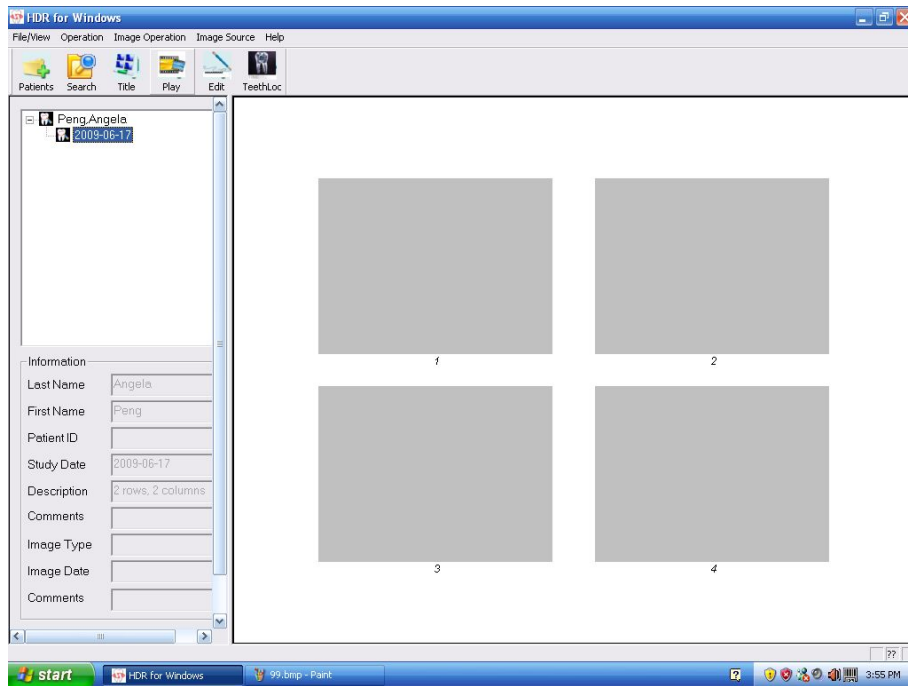 HDR for Windows
File/View Operation Image Operation Image Source Help
Patients Search Title Play Edit TeethLoc
Peng,Angela
2009-06-17
1 2
3 4
Information
Last Name Angela
First Name Peng
Patient ID
Study Date 2009-06-17
Description 2 rows, 2 columns
Comments
Image Type
Image Date
Comments
??
start HDR for Windows 99.bmp - Paint ? 3:55 PM